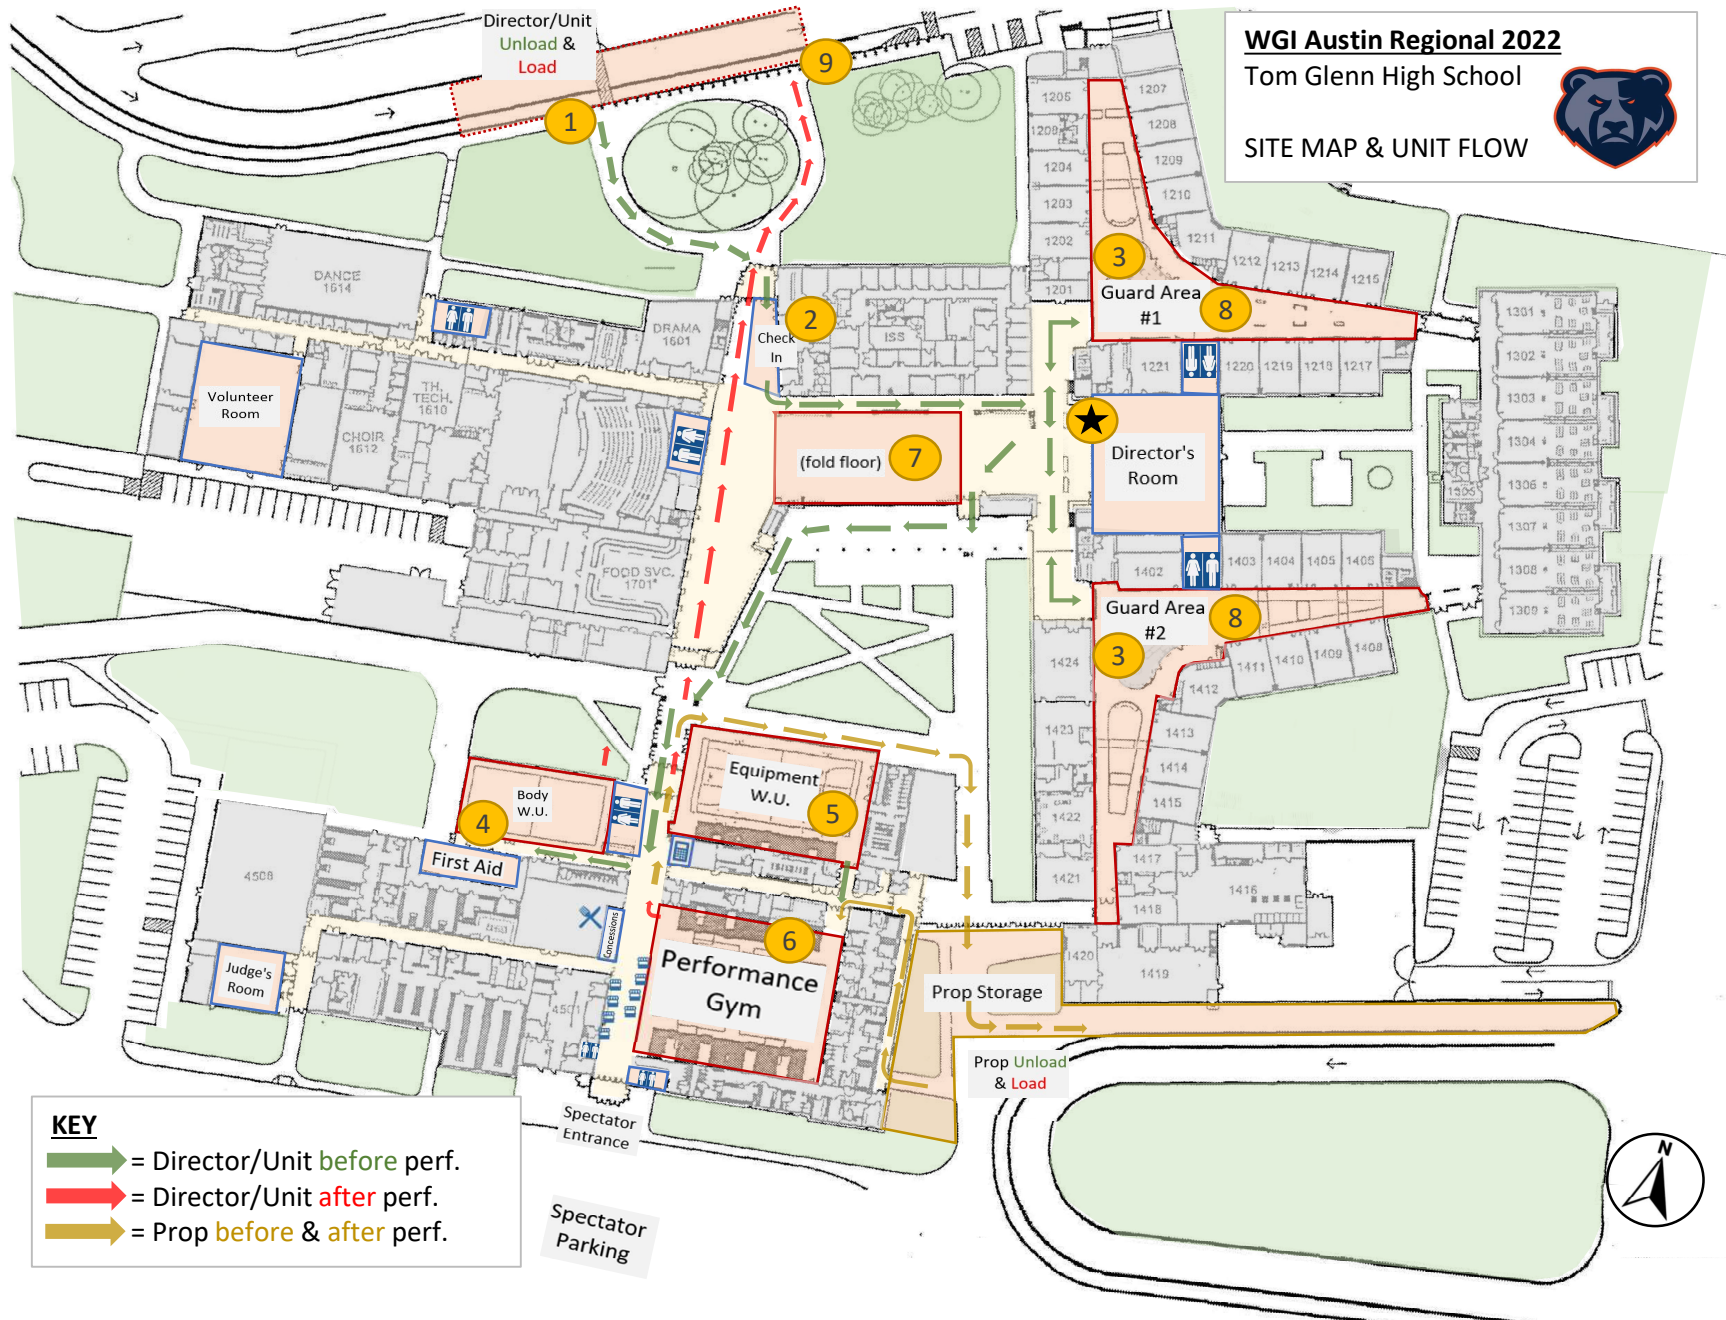 WGI Austin Regional 2022
Tom Glenn High School
SITE MAP & UNIT FLOW
Director/Unit
Unload &
Load
9
1
1205
1207
1208
1204
1209
1203
1210
1202
1211
1201
1212
1213
1214
1215
3
Guard Area
#1
8
DANCE
1614
2
Check
In
ISS
DRAMA
1601
1301
1302
1303
1304
1306
1307
1308
1309
1221
1220
1219
1218
1217
Volunteer
Room
TH.
TECH.
1610
CHOIR
1612
★
(fold floor)
7
Director's
Room
FOOD SVC.
1701
1402
1403
1404
1405
Guard Area
#2
8
3
1424
1411
1410
1409
1408
1412
1423
1413
1414
1415
1422
1421
1417
1418
1416
1420
1419
Equipment
W.U.
5
Body
W.U.
4
First Aid
4508
Concessions
6
Performance
Gym
Judge's
Room
4501
Prop Storage
Prop Unload
& Load
Spectator
Entrance
Spectator
Parking
KEY
= Director/Unit before perf.
= Director/Unit after perf.
= Prop before & after perf.
N